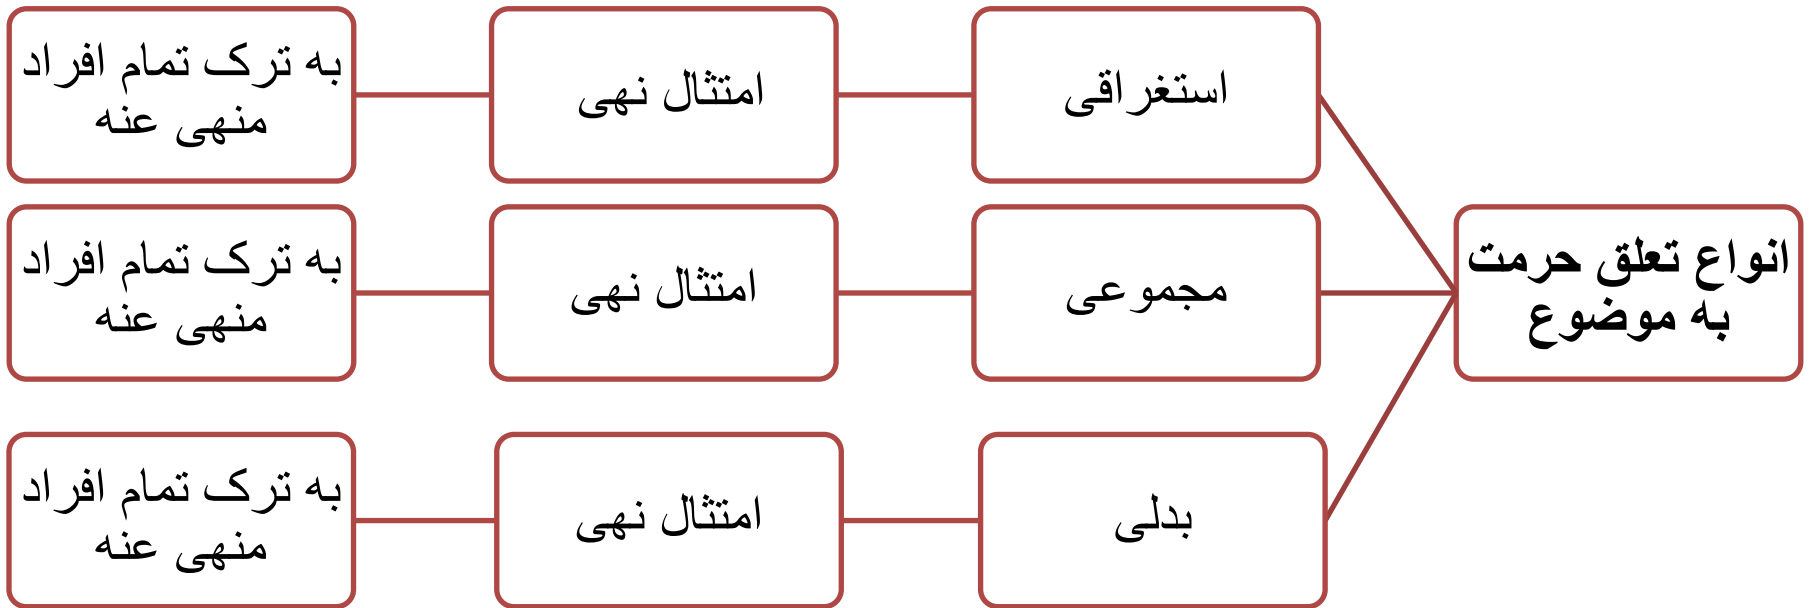 انواع تعلق حرمت
به موضوع
استغراقی
امتثال نهی
به ترک تمام افراد
منهی عنه
مجموعی
امتثال نهی
به ترک تمام افراد
منهی عنه
بدلی
امتثال نهی
به ترک تمام افراد
منهی عنه